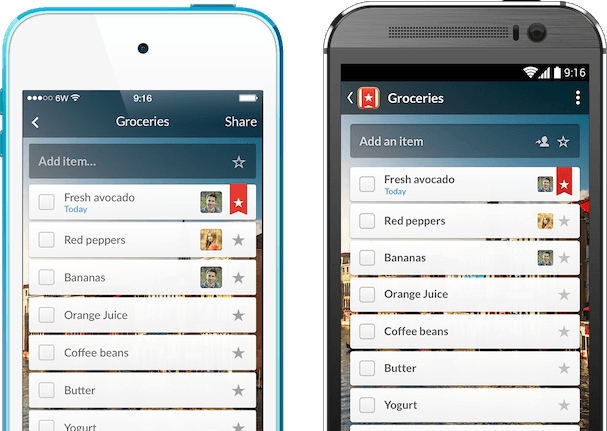 6W 9:16
Groceries Share
Add item...
Fresh avocado
Today
Red peppers
Bananas
Orange Juice
Coffee beans
Butter
Yogurt
9:16
Groceries
Add an item
Fresh avocado
Today
Red peppers
Bananas
Orange Juice
Coffee beans
Butter
Yogurt